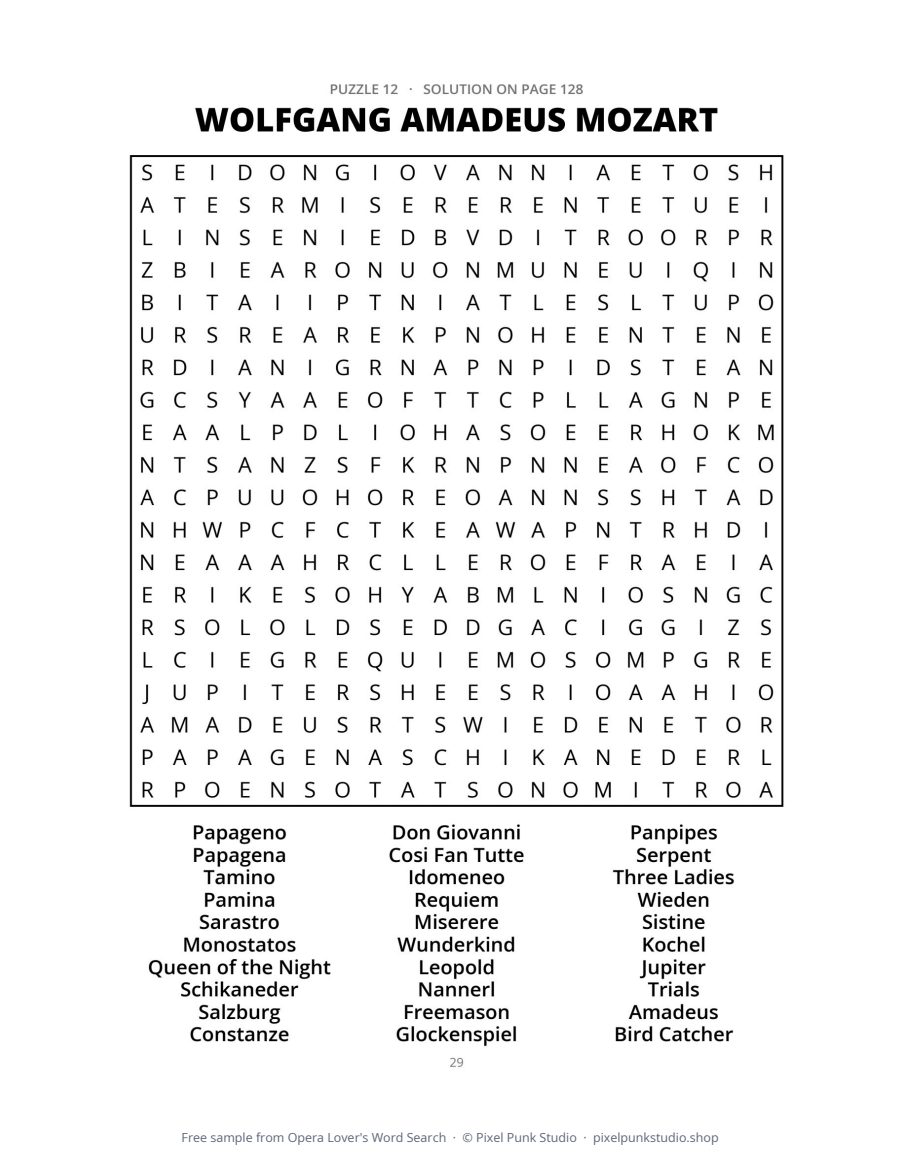 PUZZLE 12 · SOLUTION ON PAGE 128
WOLFGANG AMADEUS MOZART
S E I D O N G I O V A N N I A E T O S H
A T E S R M I S E R E R E N T E T U E I
L I N S E N I E D B V D I T R O O R P R
Z B I E A R O N U O N M U N E U I Q I N
B I T A I I P T N I A T L E S L T U P O
U R S R E A R E K P N O H E E N T E N E
R D I A N I G R N A P N P I D S T E A N
G C S Y A A E O F T T C P L L A G N P E
E A A L P D L I O H A S O E E R H O K M
N T S A N Z S F K R N P N N E A O F C O
A C P U U O H O R E O A N N S S H T A D
N H W P C F C T K E A W A P N T R H D I
N E A A A H R C L L E R O E F R A E I A
E R I K E S O H Y A B M L N I O S N G C
R S O L O L D S E D D G A C I G G I Z S
L C I E G R E Q U I E M O S O M P G R E
J U P I T E R S H E E S R I O A A H I O
A M A D E U S R T S W I E D E N E T O R
P A P A G E N A S C H I K A N E D E R L
R P O E N S O T A T S O N O M I T R O A
Papageno Don Giovanni Panpipes
Papagena Cosi Fan Tutte Serpent
Tamino Idomeneo Three Ladies
Pamina Requiem Wieden
Sarastro Miserere Sistine
Monostatos Wunderkind Kochel
Queen of the Night Leopold Jupiter
Schikaneder Nannerl Trials
Salzburg Freemason Amadeus
Constanze Glockenspiel Bird Catcher
29
Free sample from Opera Lover's Word Search · © Pixel Punk Studio · pixelpunkstudio.shop